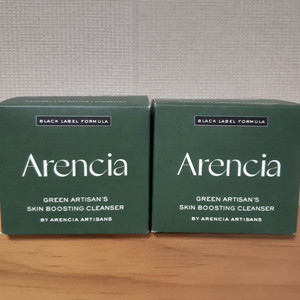 BLACK LABEL FORMULA
Arencia
GREEN ARTISAN'S
SKIN BOOSTING CLEANSER
BY ARENCIA ARTISANS
BLACK LABEL FORMULA
Arencia
GREEN ARTISAN'S
SKIN BOOSTING CLEANSER
BY ARENCIA ARTISANS